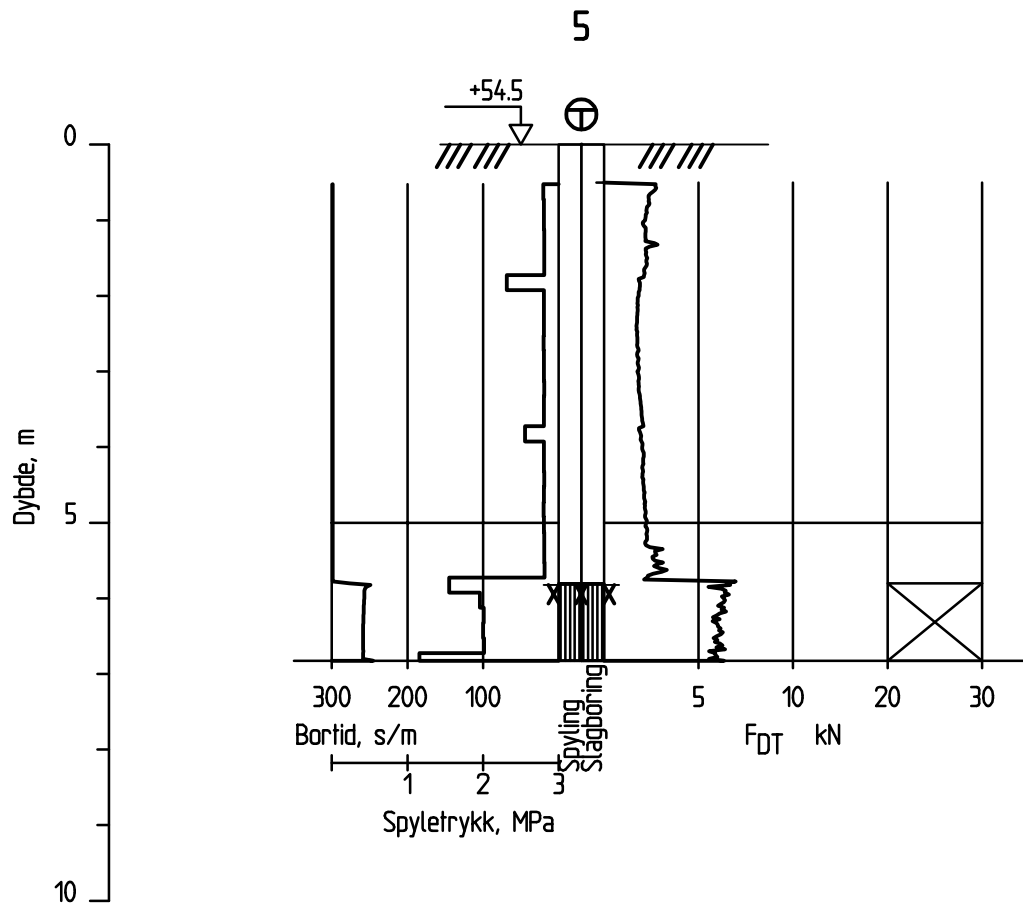 5
+54.5
0
Dybde, m
5
10
300 200 100 5 10 20 30
Bortid, s/m
Spyling
Slagboring
F_DT kN
1 2 3
Spyletrykk, MPa